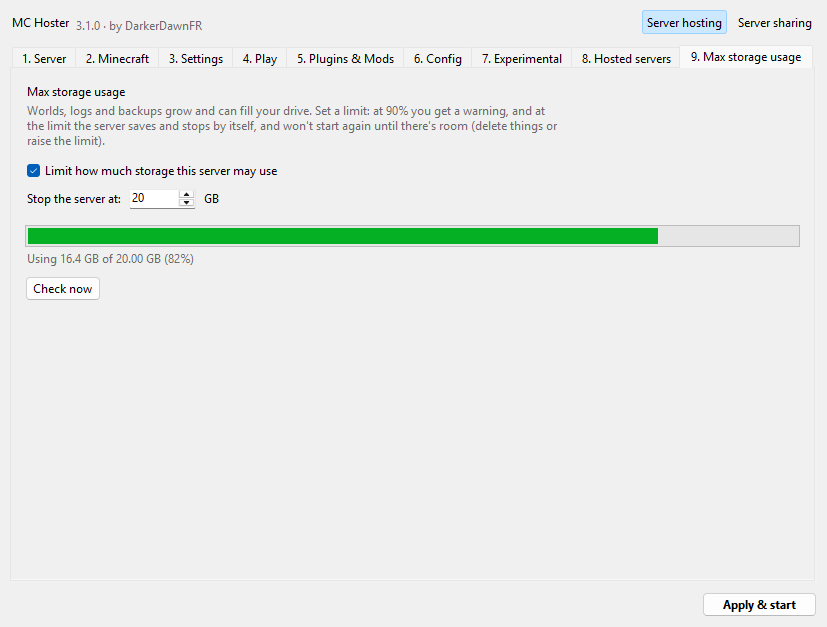 MC Hoster 3.1.0 · by DarkerDawnFR
Server hosting Server sharing
1. Server 2. Minecraft 3. Settings 4. Play 5. Plugins & Mods 6. Config 7. Experimental 8. Hosted servers 9. Max storage usage
Max storage usage
Worlds, logs and backups grow and can fill your drive. Set a limit: at 90% you get a warning, and at
the limit the server saves and stops by itself, and won't start again until there's room (delete things or
raise the limit).
Limit how much storage this server may use
Stop the server at: 20 GB
Using 16.4 GB of 20.00 GB (82%)
Check now
Apply & start